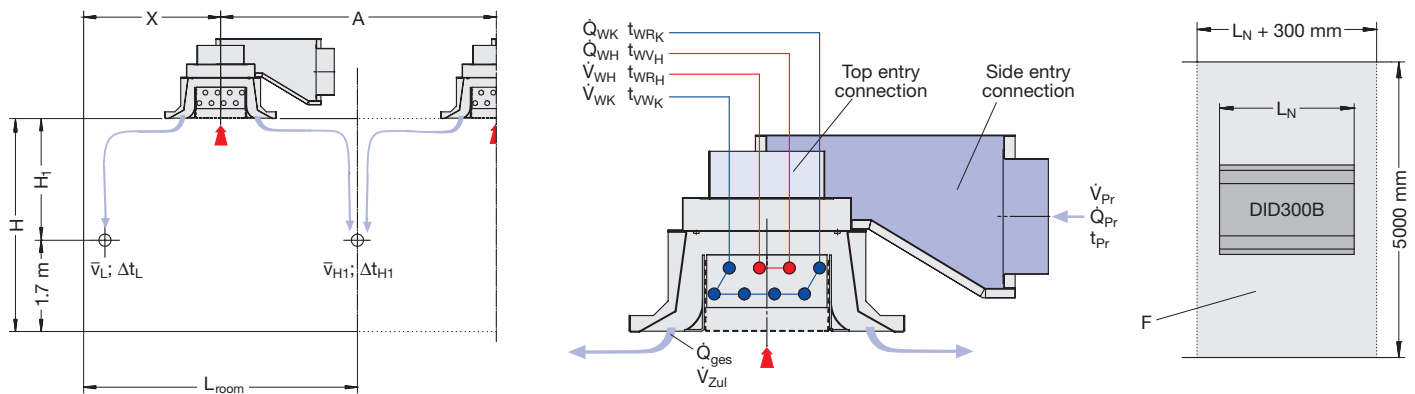 X
A
H₁
H
1.7 m
v̄L; ΔtL
v̄H1; ΔtH1
Lroom
Q̇WK tWRK
Q̇WH tWVH
V̇WH tWRH
V̇WK tVWK
Top entry
connection
Side entry
connection
V̇Pr
Q̇Pr
tPr
Q̇ges
V̇Zul
LN + 300 mm
LN
DID300B
5000 mm
F